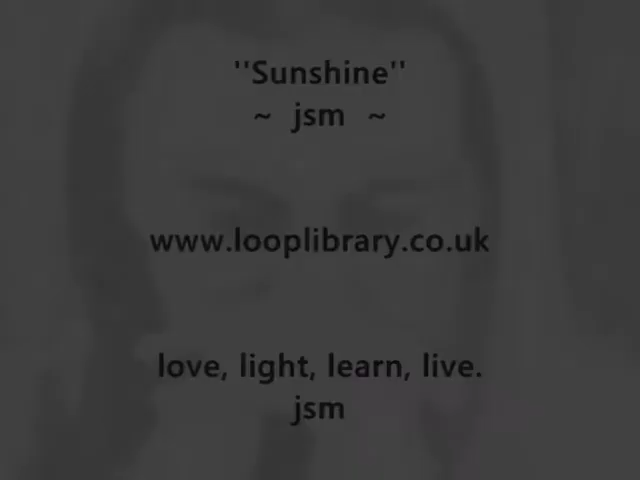 ''Sunshine''
~ jsm ~
www.looplibrary.co.uk
love, light, learn, live.
jsm